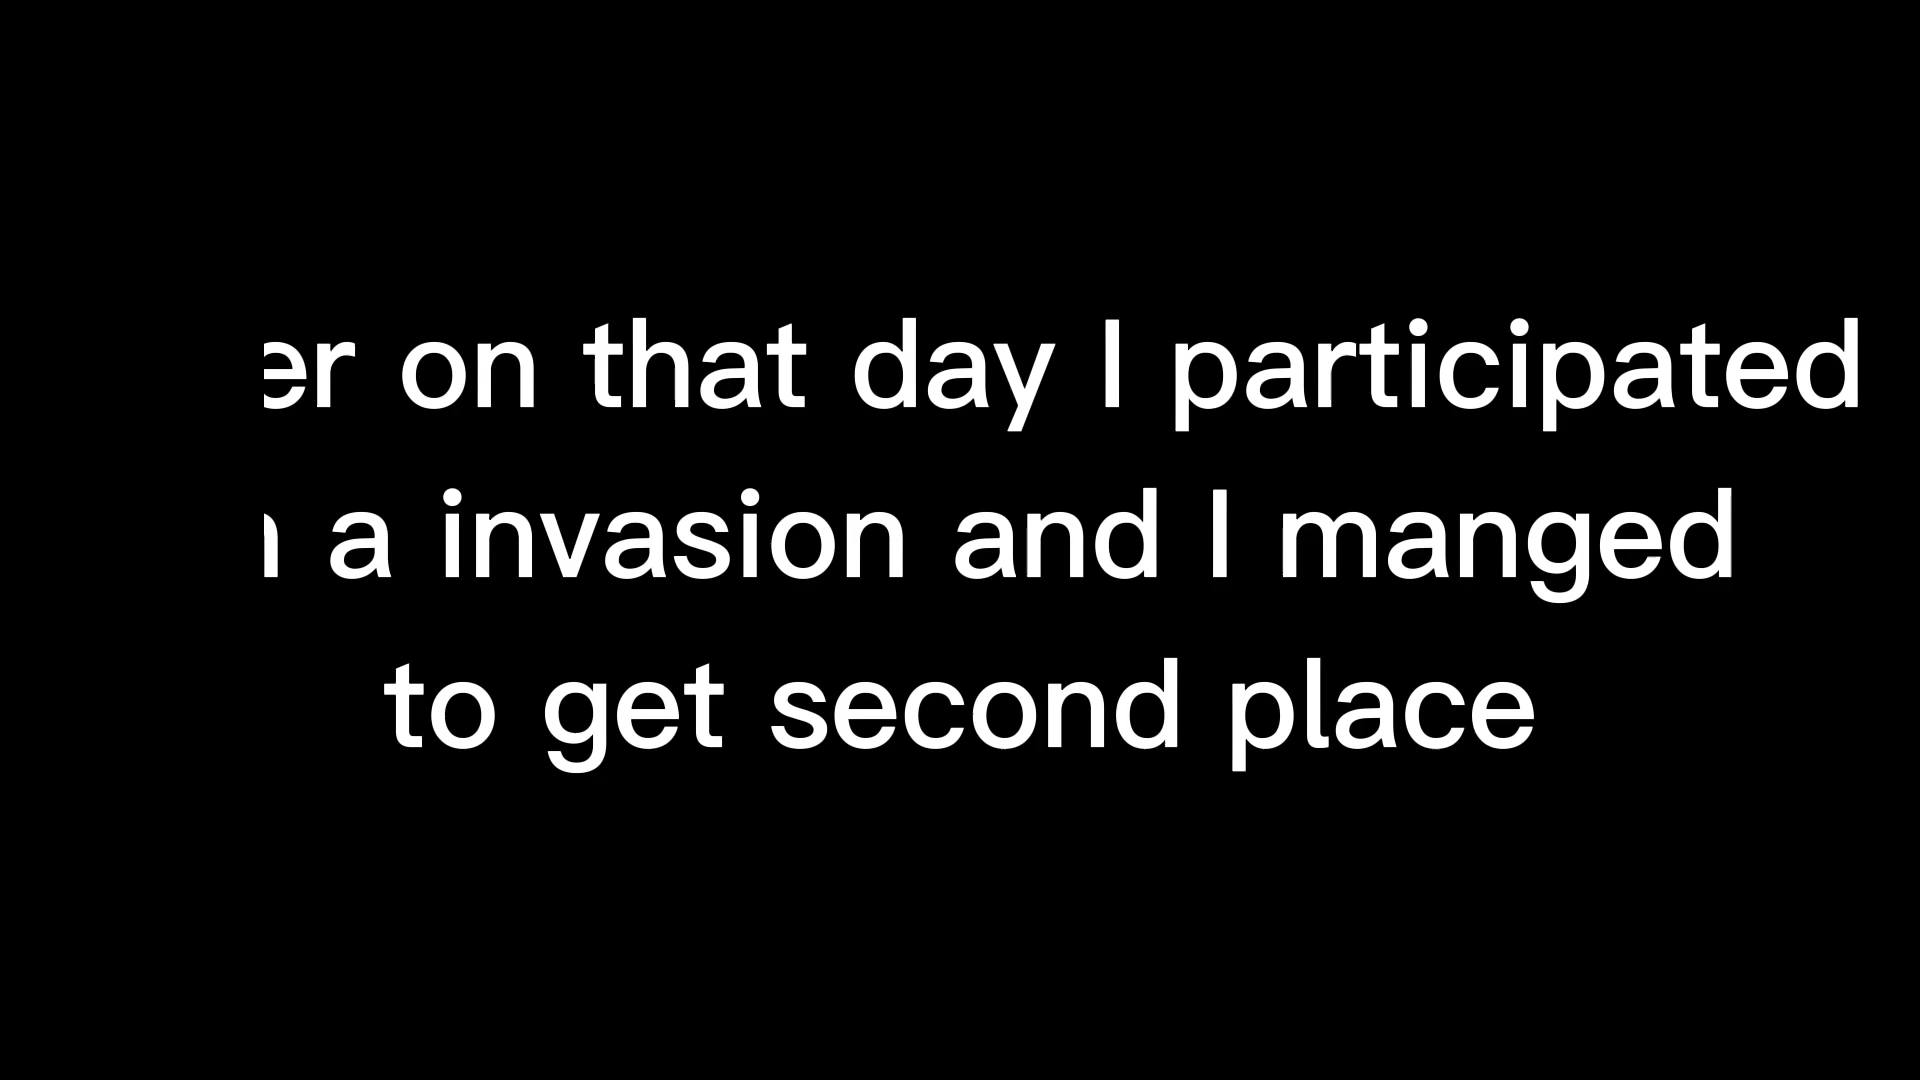 er on that day I participated
a invasion and I manged
to get second place